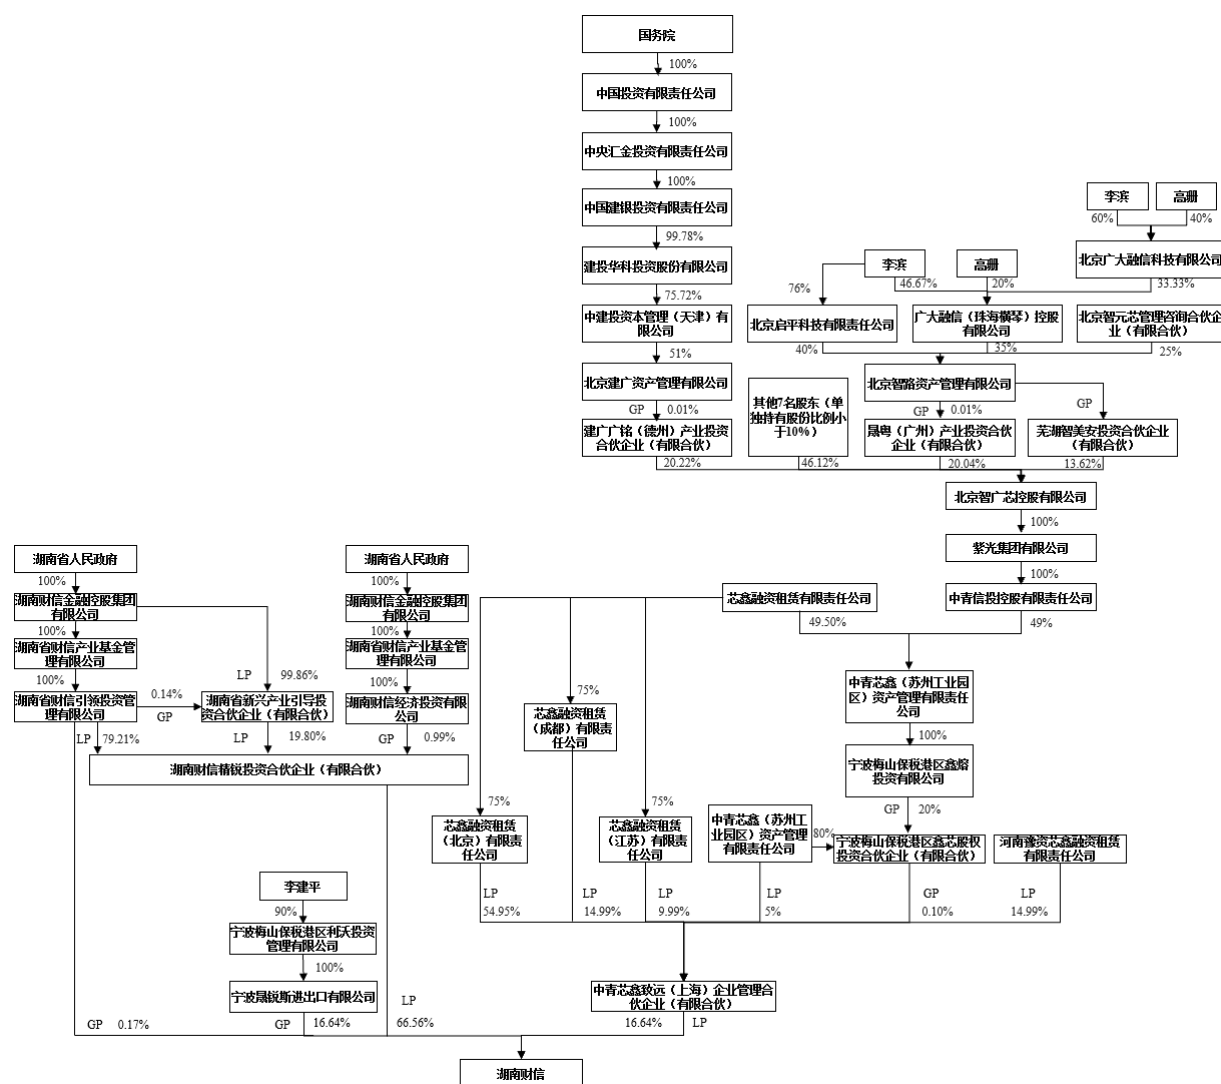 国务院
100%
中国投资有限责任公司
100%
中央汇金投资有限责任公司
100%
中国建银投资有限责任公司
99.78%
建投华科投资股份有限公司
75.72%
中建投资本管理（天津）有
限公司
51%
北京建广资产管理有限公司
GP
0.01%
建广广铭（德州）产业投资
合伙企业（有限合伙）
20.22%
其他7名股东（单
独持有股份比例小
于10%）
46.12%
李滨
高珊
60%
40%
北京广大融信科技有限公司
李滨
高珊
76%
46.67%
20%
33.33%
北京启平科技有限责任公司
广大融信（珠海横琴）控股
有限公司
北京智元芯管理咨询合伙企
业（有限合伙）
40%
35%
25%
北京智路资产管理有限公司
GP
0.01%
GP
晟粤（广州）产业投资合伙
企业（有限合伙）
芜湖智美安投资合伙企业
（有限合伙）
20.04%
13.62%
北京智广芯控股有限公司
100%
紫光集团有限公司
100%
芯鑫融资租赁有限责任公司
中青信投控股有限责任公司
49.50%
49%
中青芯鑫（苏州工业园
区）资产管理有限责任
公司
100%
宁波梅山保税港区鑫熔
投资有限公司
GP
20%
湖南省人民政府
100%
湖南财信金融控股集团
有限公司
100%
湖南省财信产业基金管
理有限公司
100%
湖南省财信引领投资管
理有限公司
0.14%
GP
LP
99.86%
湖南省新兴产业引导投
资合伙企业（有限合伙）
湖南省人民政府
100%
湖南财信金融控股集团
有限公司
100%
湖南省财信产业基金管
理有限公司
100%
湖南财信经济投资有限
公司
LP
79.21%
LP
19.80%
GP
0.99%
湖南财信精锐投资合伙企业（有限合伙）
75%
芯鑫融资租赁
（成都）有限责
任公司
75%
芯鑫融资租赁
（北京）有限责
任公司
75%
芯鑫融资租赁
（江苏）有限责
任公司
中青芯鑫（苏州工
业园区）资产管理
有限责任公司
80%
宁波梅山保税港区鑫芯股权
投资合伙企业（有限合伙）
河南豫资芯鑫融资租赁
有限责任公司
LP
54.95%
LP
14.99%
LP
9.99%
LP
5%
GP
0.10%
LP
14.99%
李建平
90%
宁波梅山保税港区利沃投资
管理有限公司
100%
宁波晟锐斯进出口有限公司
中青芯鑫致远（上海）企业管理合
伙企业（有限合伙）
GP
0.17%
GP
16.64%
LP
66.56%
16.64%
LP
湖南财信